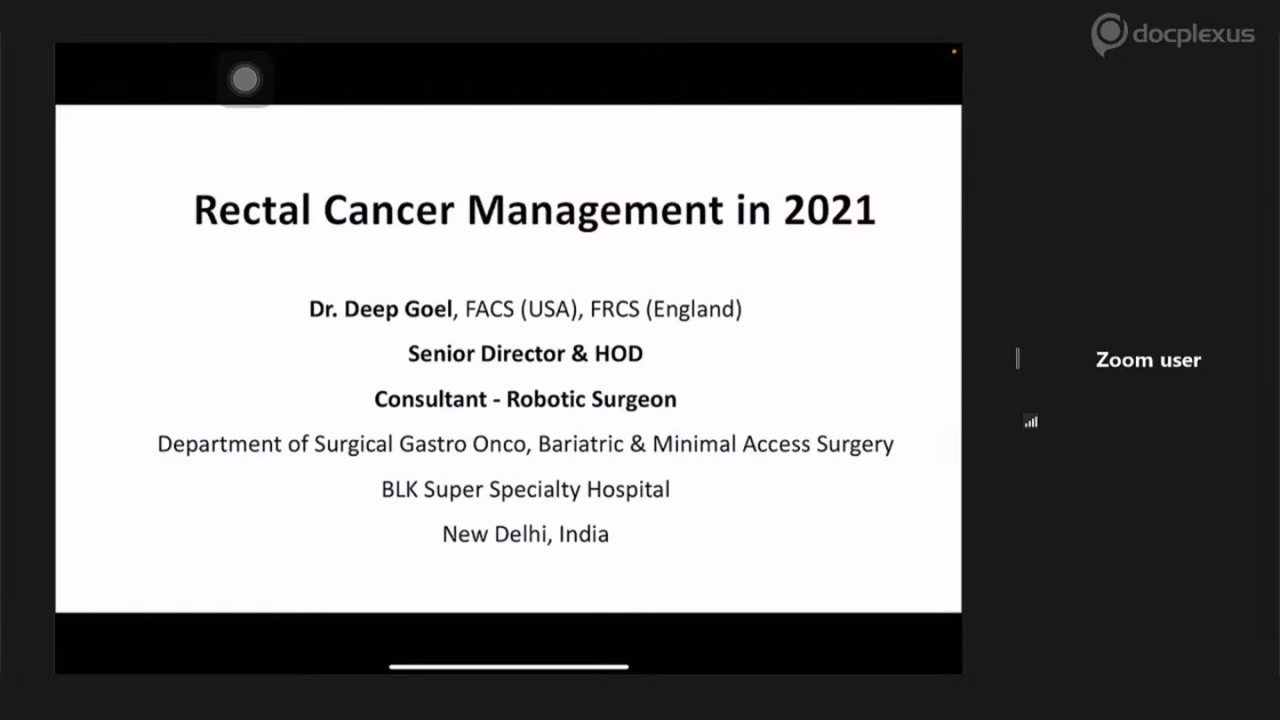 docplexus
Rectal Cancer Management in 2021
Dr. Deep Goel, FACS (USA), FRCS (England)
Senior Director & HOD
Consultant - Robotic Surgeon
Department of Surgical Gastro Onco, Bariatric & Minimal Access Surgery
BLK Super Specialty Hospital
New Delhi, India
Zoom user